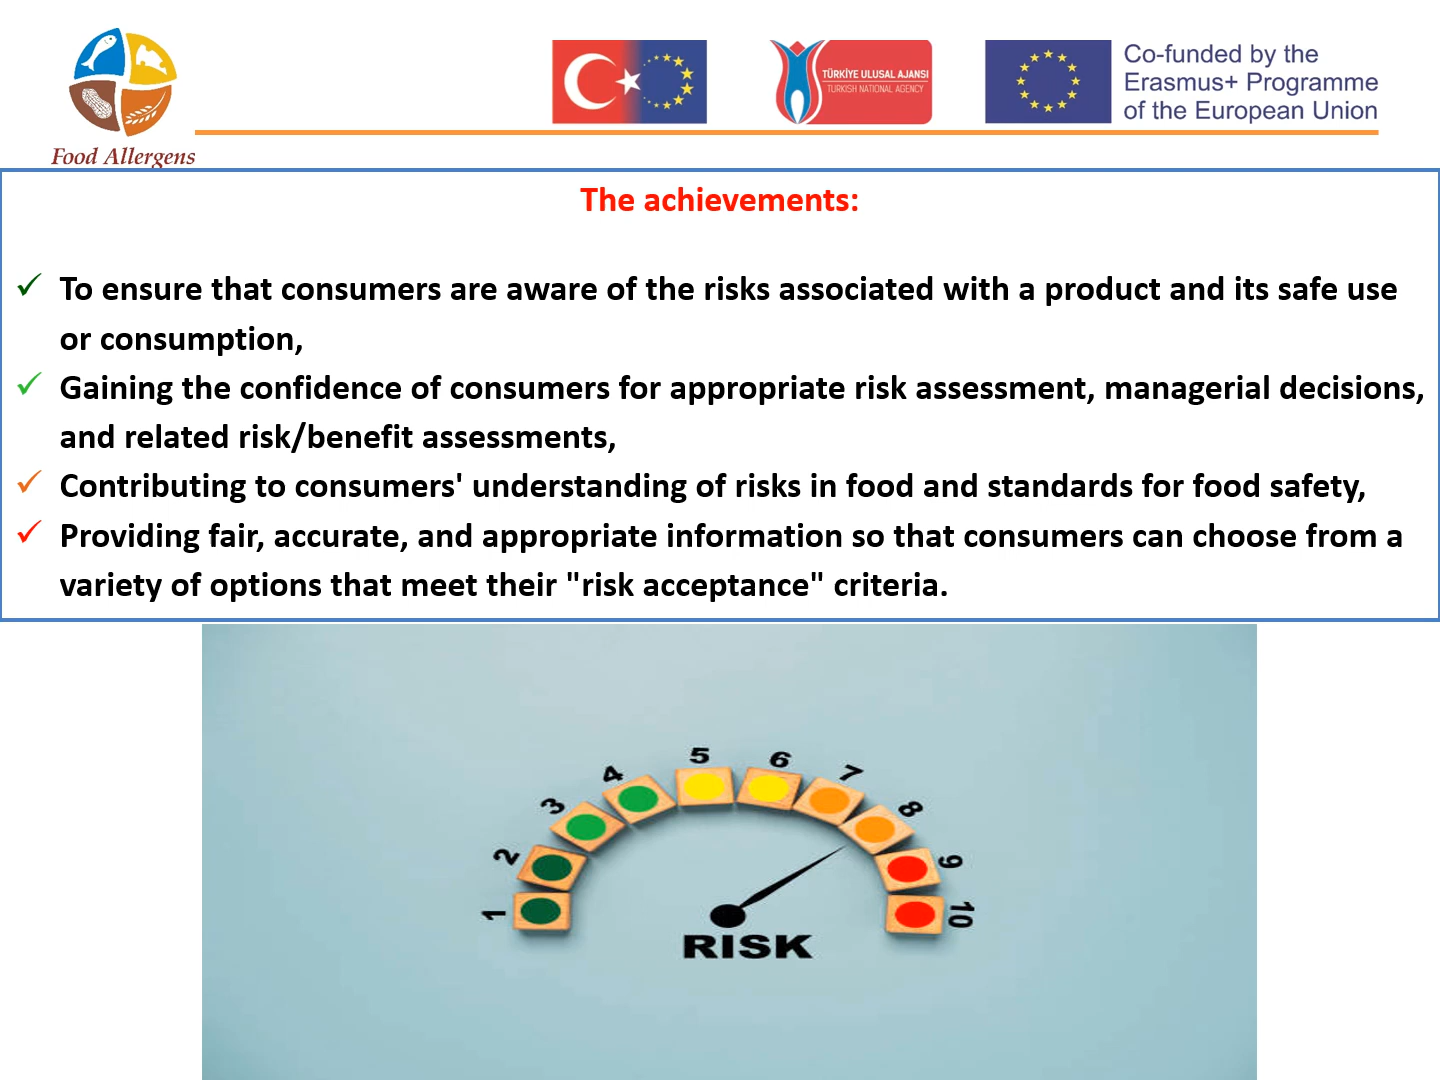 Food Allergens
TÜRKİYE ULUSAL AJANSI
TURKISH NATIONAL AGENCY
Co-funded by the
Erasmus+ Programme
of the European Union
The achievements:
To ensure that consumers are aware of the risks associated with a product and its safe use
or consumption,
Gaining the confidence of consumers for appropriate risk assessment, managerial decisions,
and related risk/benefit assessments,
Contributing to consumers' understanding of risks in food and standards for food safety,
Providing fair, accurate, and appropriate information so that consumers can choose from a
variety of options that meet their "risk acceptance" criteria.
1 2 3 4 5 6 7 8 9 10
RISK